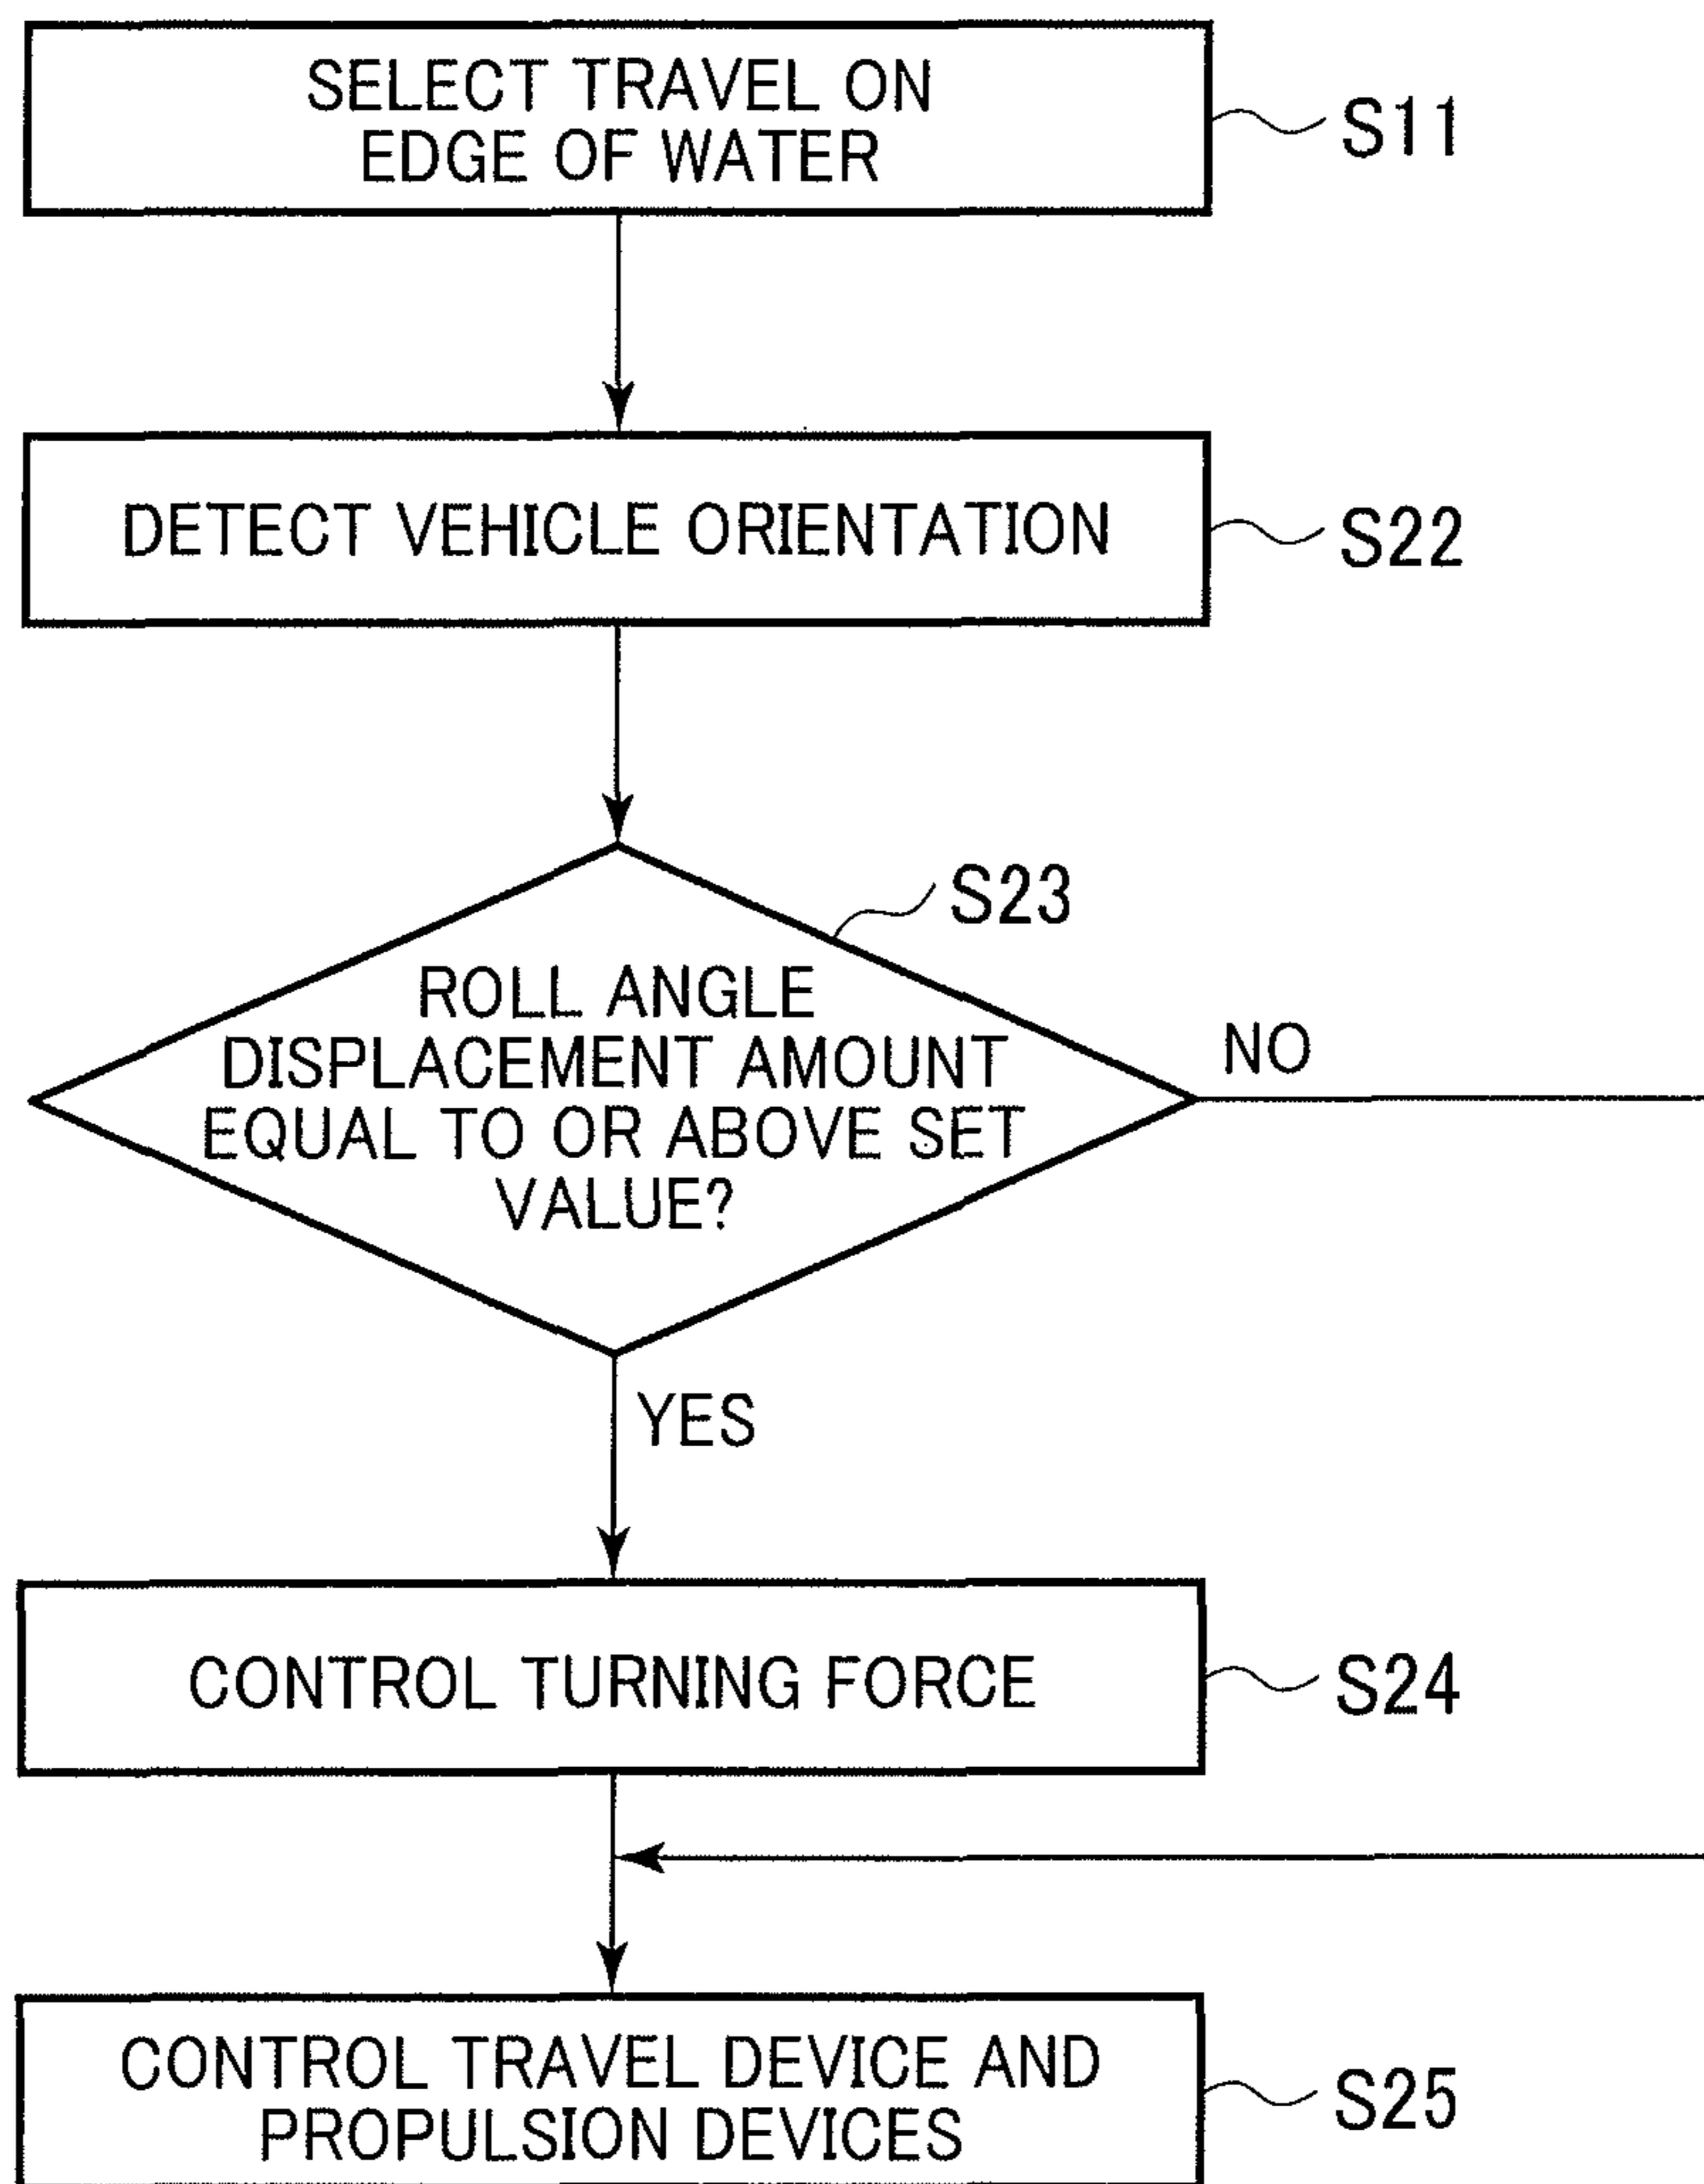 SELECT TRAVEL ON
EDGE OF WATER
S11
DETECT VEHICLE ORIENTATION
S22
S23
ROLL ANGLE
DISPLACEMENT AMOUNT
EQUAL TO OR ABOVE SET
VALUE?
NO
YES
CONTROL TURNING FORCE
S24
CONTROL TRAVEL DEVICE AND
PROPULSION DEVICES
S25